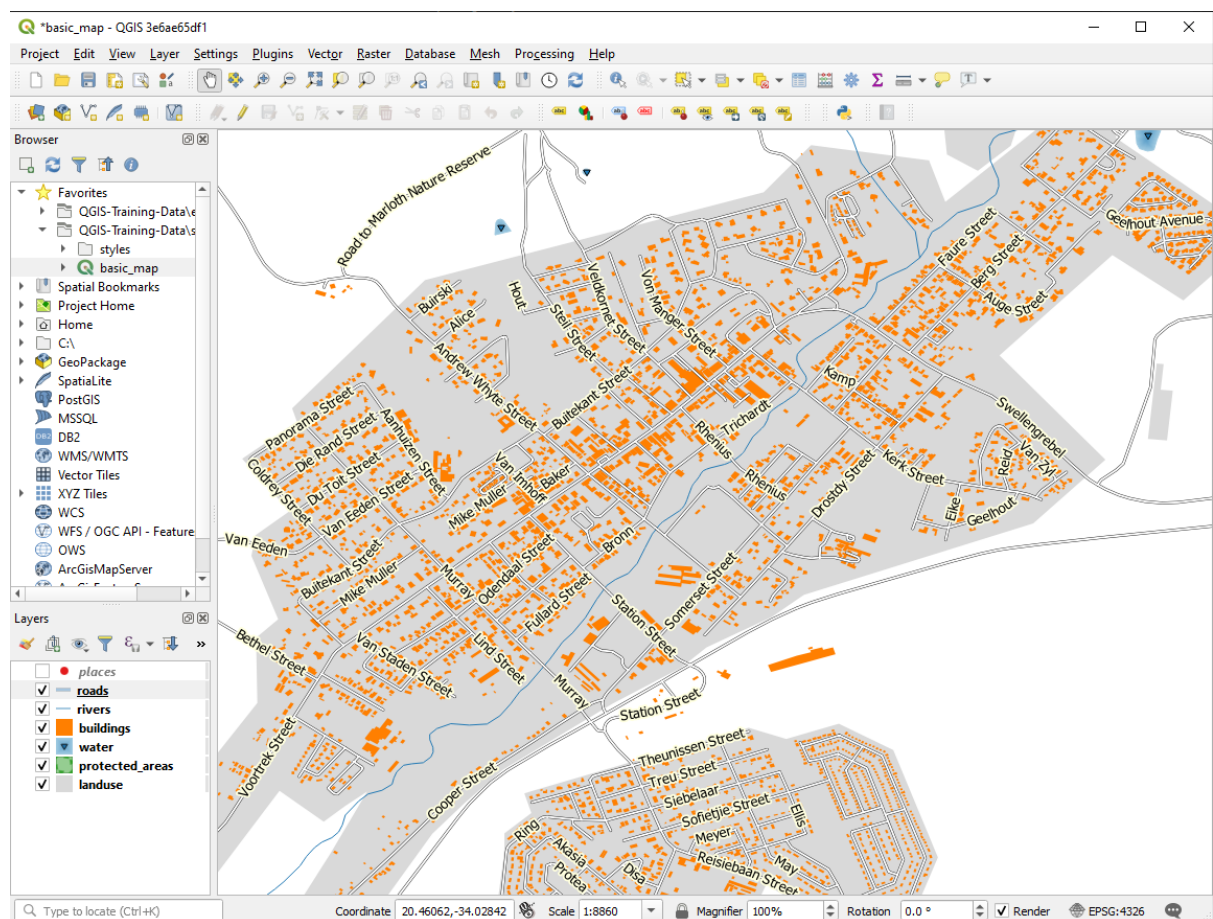 *basic_map - QGIS 3e6ae65df1
Project Edit View Layer Settings Plugins Vector Raster Database Mesh Processing Help
Browser
Favorites
QGIS-Training-Data\e
QGIS-Training-Data\s
styles
basic_map
Spatial Bookmarks
Project Home
Home
C:\
GeoPackage
SpatiaLite
PostGIS
MSSQL
DB2
WMS/WMTS
Vector Tiles
XYZ Tiles
WCS
WFS / OGC API - Feature
OWS
ArcGisMapServer
Layers
places
roads
rivers
buildings
water
protected_areas
landuse
Road to Marloth Nature Reserve
Geelhout Avenue
Faure Street
Berg Street
Auge Street
Buirski
Alice
Hout
Steil Street
Veldkornet Street
Von Manger Street
Andrew Whyte Street
Buitekant Street
Kamp
Trichardt
Rhenius
Swellengrebel
Panorama Street
Die Rand Street
Aanhuizen Street
Coldrey Street
Du-Toit Street
Van Eeden Street
Van Imhoff
Baker
Mike Muller
Rhenius
Drostdy Street
Kerk Street
Reid
Van Zyl
Eike
Geelhout
Van Eeden
Buitekant Street
Mike Muller
Murray
Odendaal Street
Bronn
Fullard Street
Station Street
Somerset Street
Bethel Street
Van Staden Street
Lind Street
Murray
Station Street
Voortrek Street
Cooper Street
Theunissen Street
Treu Street
Siebelaar
Sofietjie Street
Ellis
Meyer
Ring
Akasia
Protea
Disa
Reisiebaan Street
May
Type to locate (Ctrl+K) Coordinate 20.46062,-34.02842 Scale 1:8860 Magnifier 100% Rotation 0.0 ° Render EPSG:4326